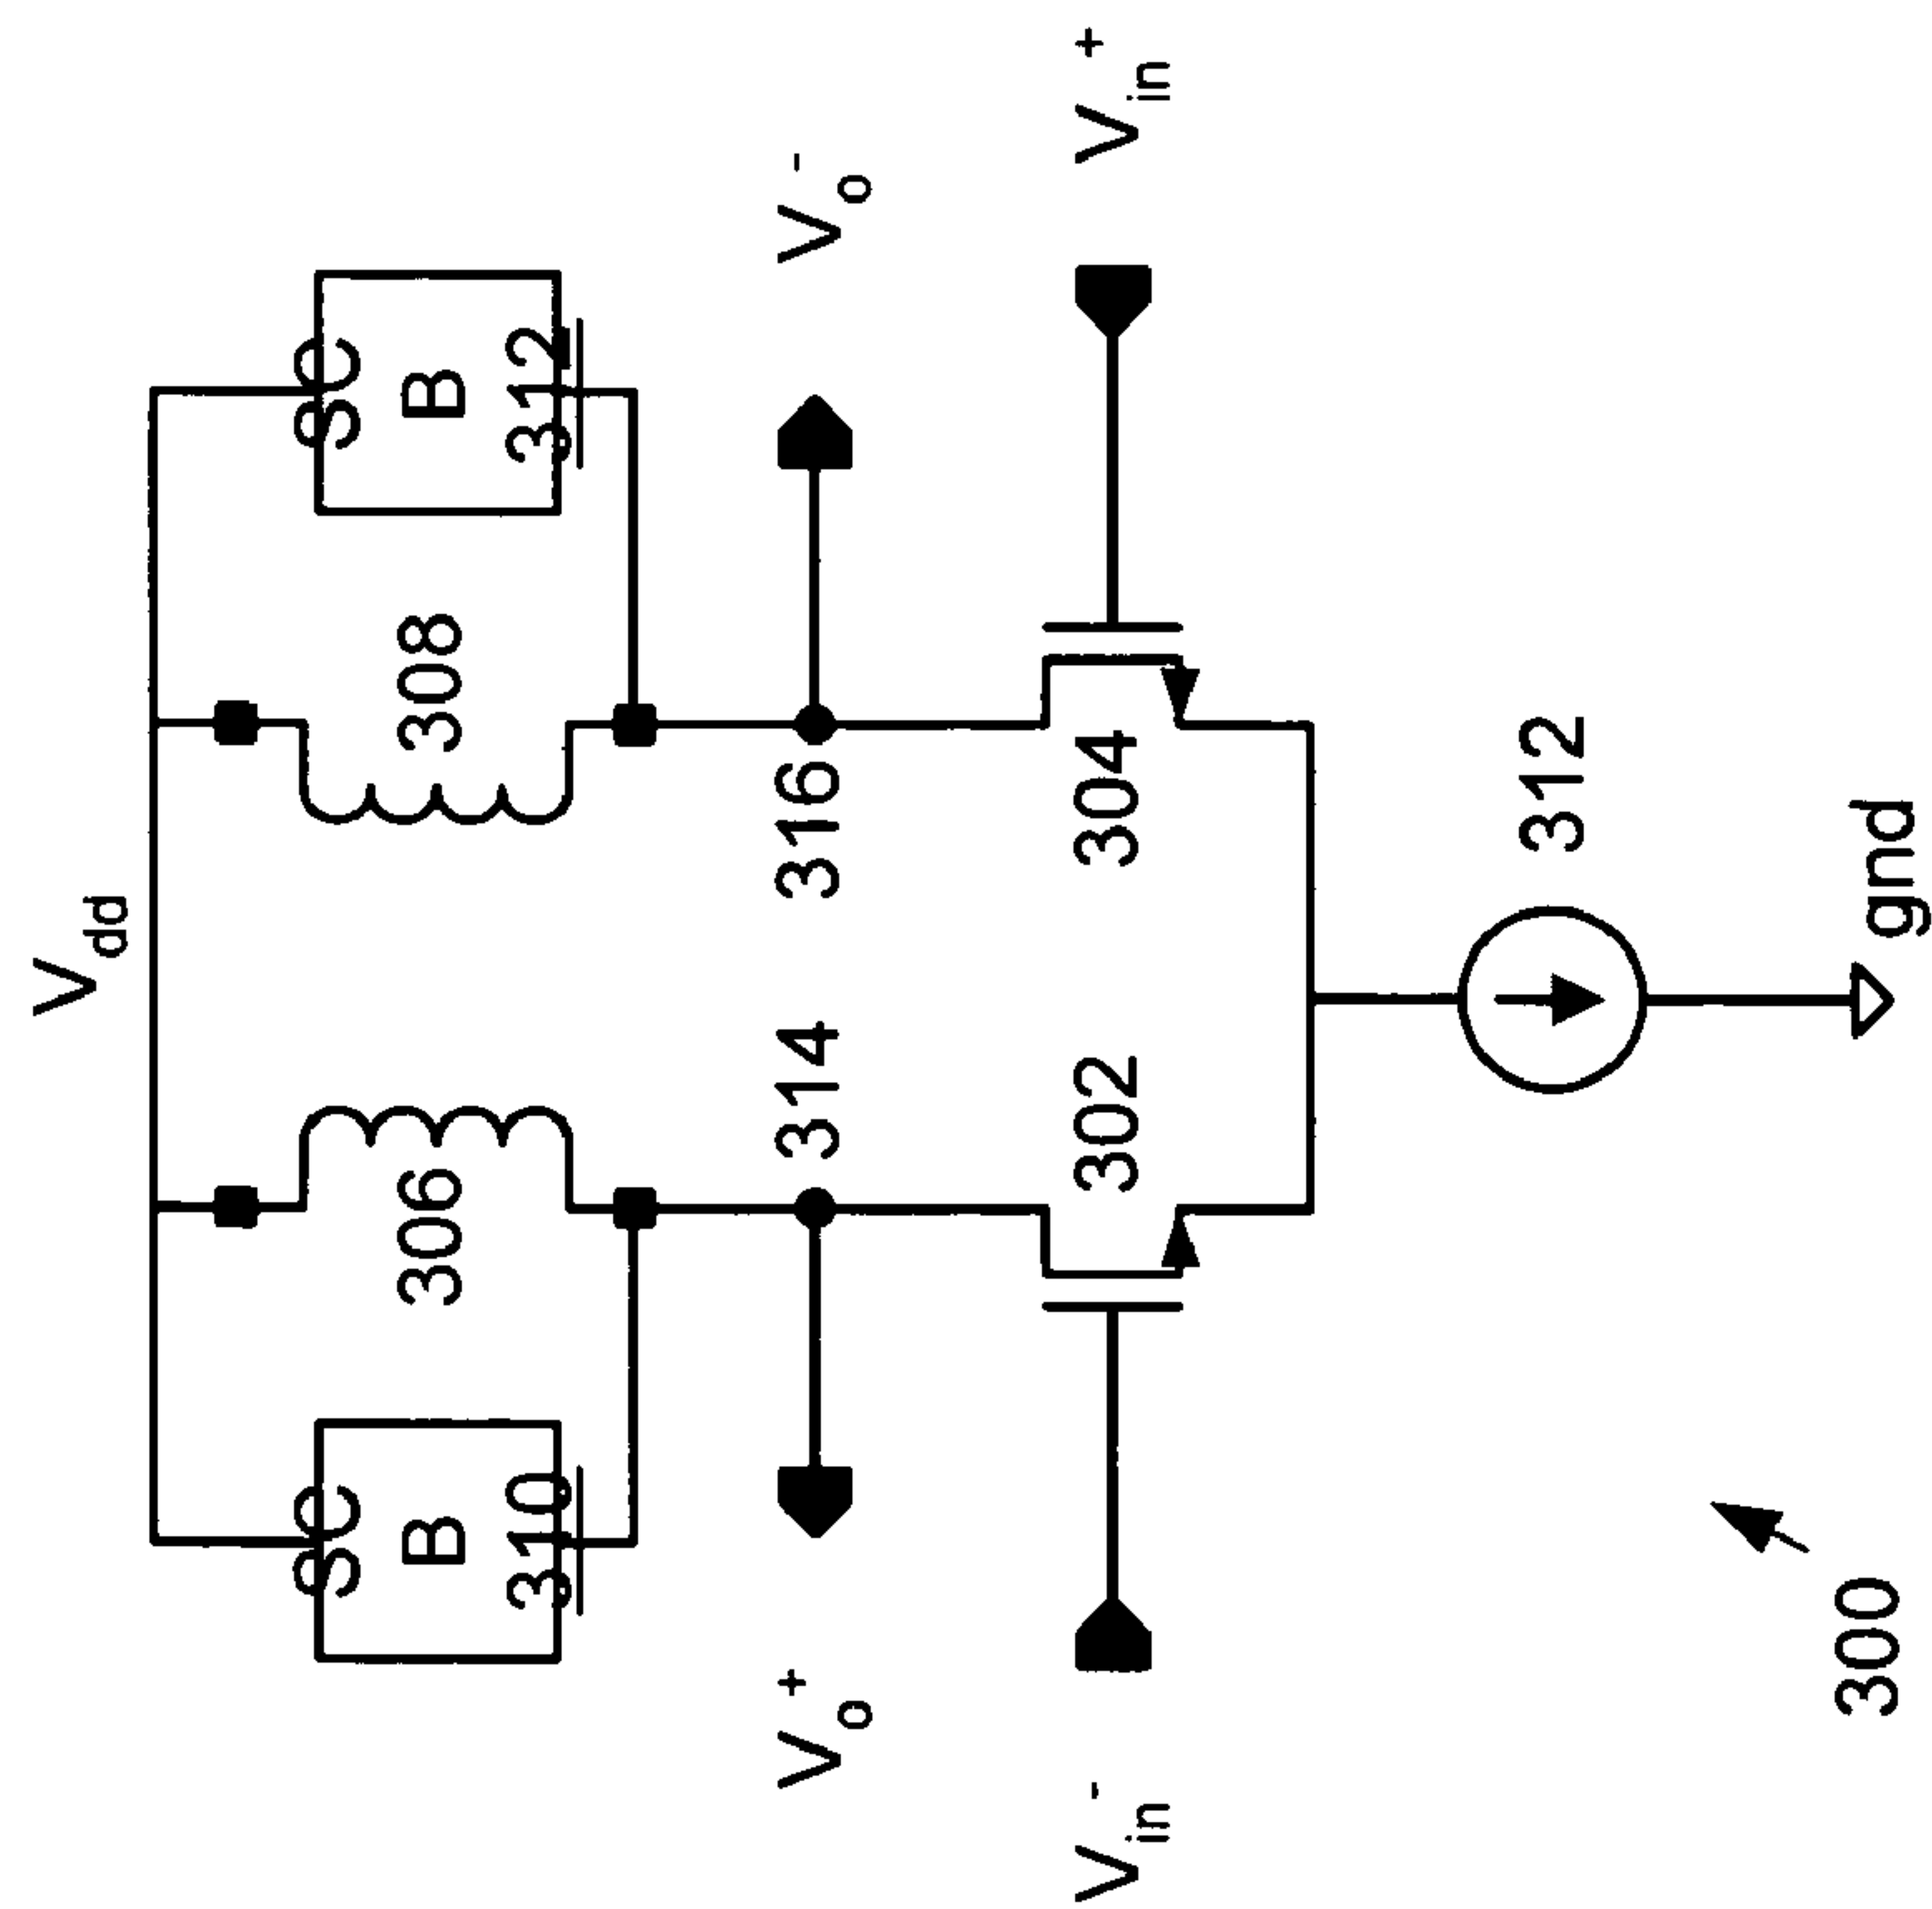 V_dd
SC
B
310
306
308
SC
B
312
V_o^+
314
316
V_o^-
V_in^-
302
304
V_in^+
312
300
gnd